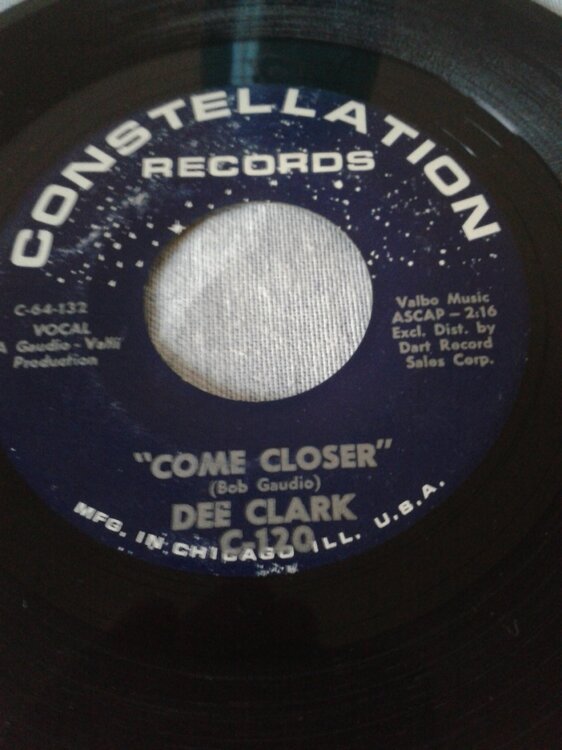 CONSTELLATION
RECORDS
C-64-132
VOCAL
A Gaudio - Valli
Production
Valbo Music
ASCAP - 2:16
Excl. Dist. by
Dart Record
Sales Corp.
"COME CLOSER"
(Bob Gaudio)
DEE CLARK
C-120
MFG. IN CHICAGO ILL. U.S.A.